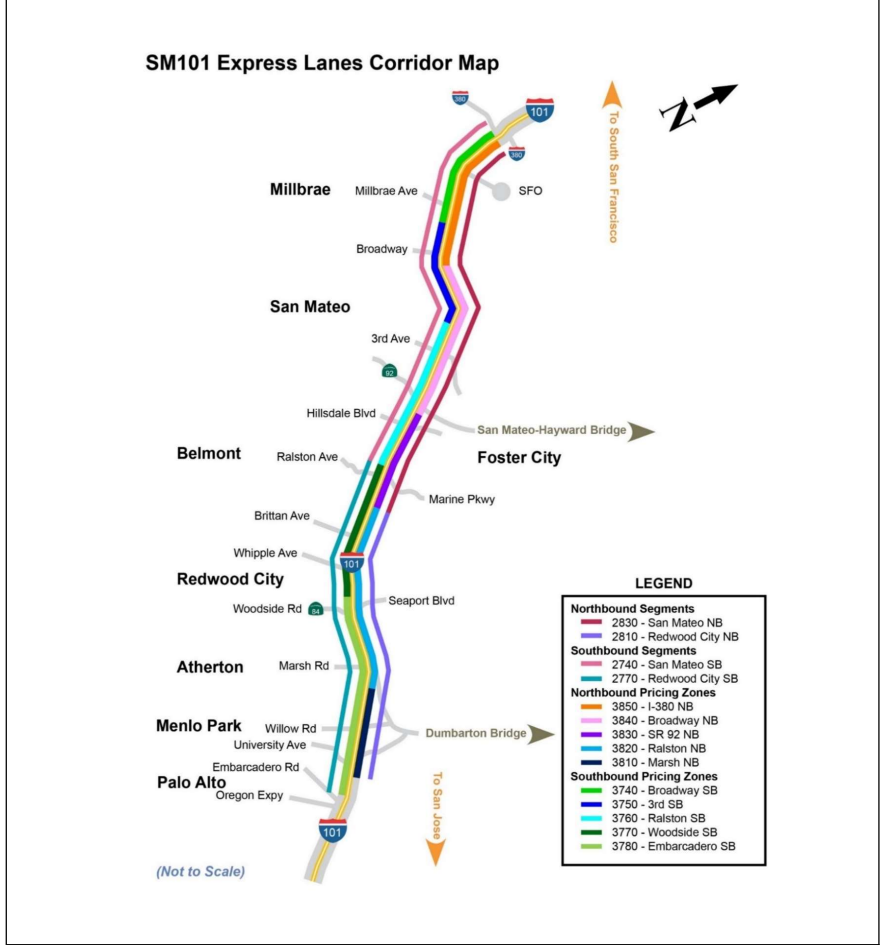 SM101 Express Lanes Corridor Map
380
101
N
To South San Francisco
380
Millbrae
Millbrae Ave
SFO
Broadway
San Mateo
3rd Ave
92
Hillsdale Blvd
San Mateo-Hayward Bridge
Belmont
Ralston Ave
Foster City
Marine Pkwy
Brittan Ave
Whipple Ave
101
Redwood City
Woodside Rd
84
Seaport Blvd
Atherton
Marsh Rd
Menlo Park
Willow Rd
Dumbarton Bridge
University Ave
Embarcadero Rd
Palo Alto
Oregon Expy
To San Jose
101
(Not to Scale)
LEGEND
Northbound Segments
2830 - San Mateo NB
2810 - Redwood City NB
Southbound Segments
2740 - San Mateo SB
2770 - Redwood City SB
Northbound Pricing Zones
3850 - I-380 NB
3840 - Broadway NB
3830 - SR 92 NB
3820 - Ralston NB
3810 - Marsh NB
Southbound Pricing Zones
3740 - Broadway SB
3750 - 3rd SB
3760 - Ralston SB
3770 - Woodside SB
3780 - Embarcadero SB